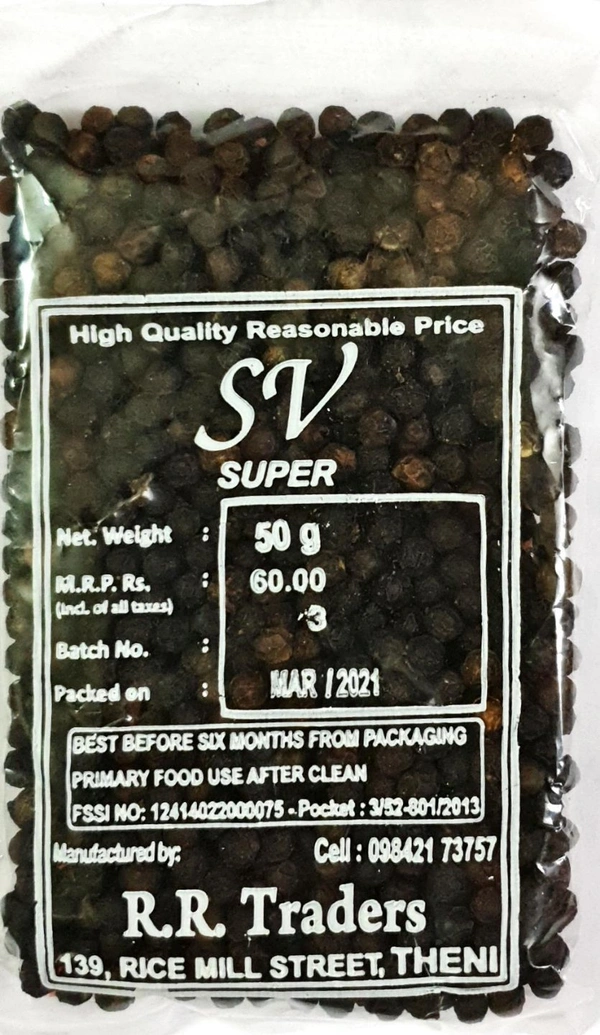 High Quality Reasonable Price
SV
SUPER
Net. Weight : 50 g
M.R.P. Rs. : 60.00
(incl. of all taxes)
Batch No. : 3
Packed on : MAR / 2021
BEST BEFORE SIX MONTHS FROM PACKAGING
PRIMARY FOOD USE AFTER CLEAN
FSSI NO: 12414022000075 - Pocket : 3/52-801/2013
Manufactured by: Cell : 098421 73757
R.R. Traders
139, RICE MILL STREET, THENI